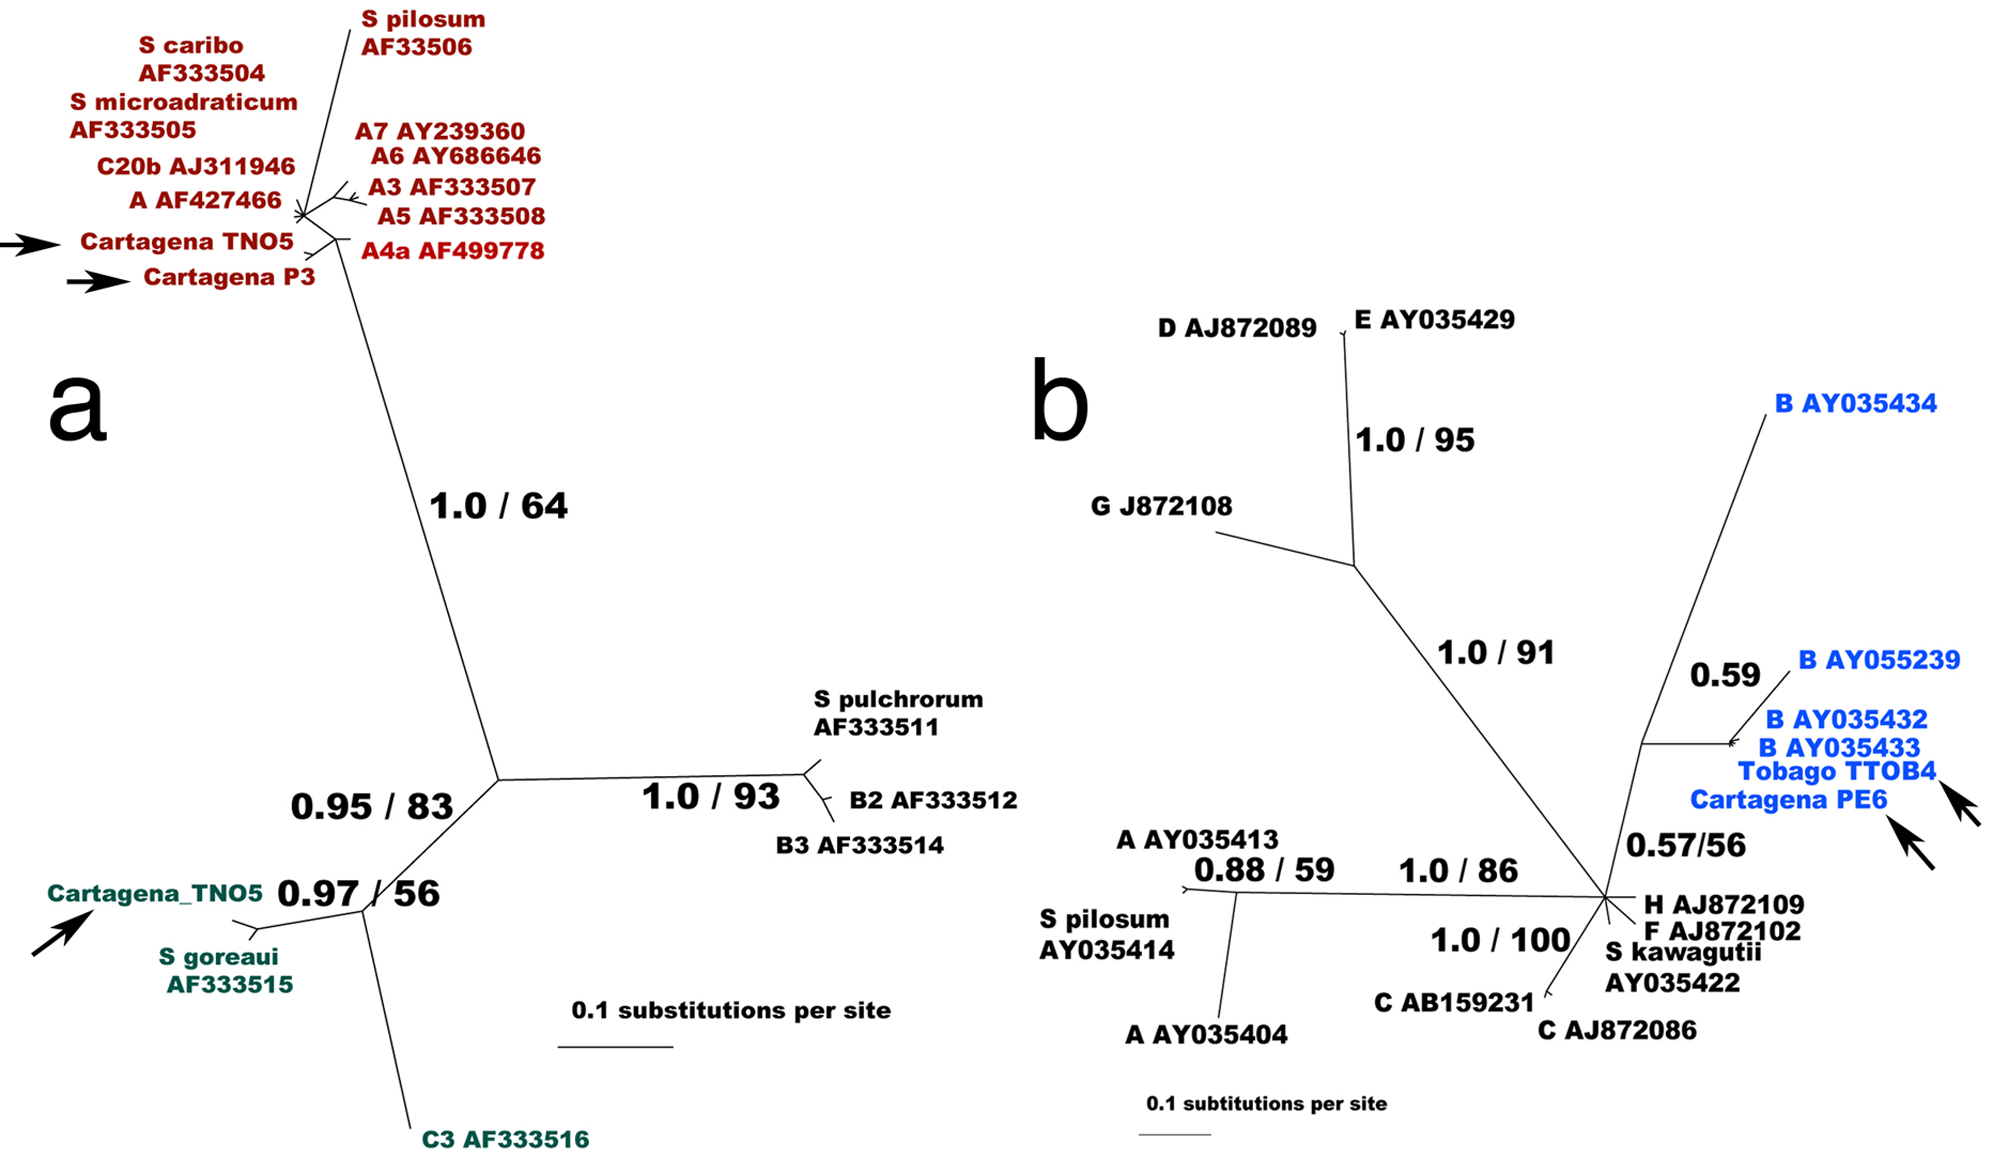 S pilosum
AF33506
S caribo
AF333504
S microadraticum
AF333505
A7 AY239360
A6 AY686646
C20b AJ311946
A3 AF333507
A AF427466
A5 AF333508
Cartagena TNO5
A4a AF499778
Cartagena P3
a
1.0 / 64
S pulchrorum
AF333511
1.0 / 93
B2 AF333512
0.95 / 83
B3 AF333514
Cartagena_TNO5
0.97 / 56
S goreaui
AF333515
0.1 substitutions per site
C3 AF333516
b
D AJ872089
E AY035429
B AY035434
1.0 / 95
G J872108
1.0 / 91
0.59
B AY055239
B AY035432
B AY035433
Tobago TTOB4
Cartagena PE6
A AY035413
0.57/56
0.88 / 59
1.0 / 86
H AJ872109
S pilosum
AY035414
F AJ872102
1.0 / 100
S kawagutii
AY035422
C AB159231
C AJ872086
A AY035404
0.1 subtitutions per site